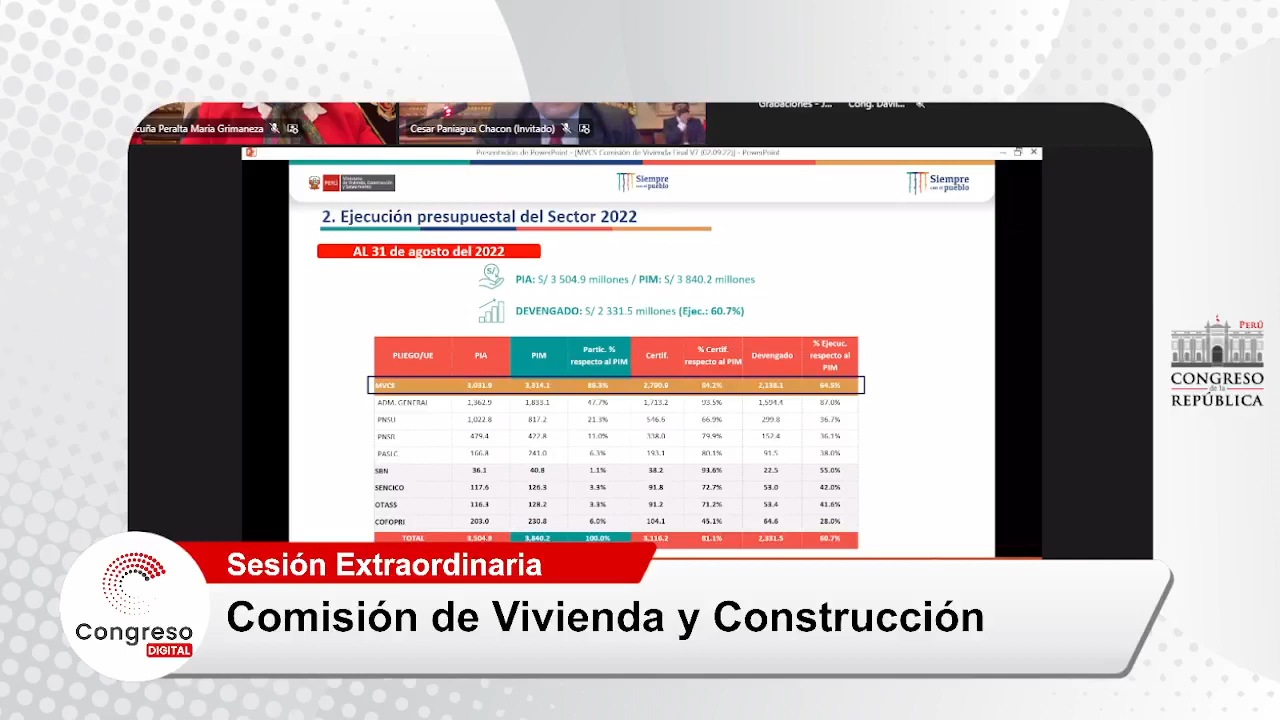 Grabaciones - J... Cong. Dávil...
cuña Peralta María Grimaneza
Cesar Paniagua Chacon (Invitado)
Presentación de PowerPoint - [MVCS Comisión de Vivienda Final V7 (02.09.22)] - PowerPoint
PERÚ
Siempre
con el pueblo
Siempre
con el pueblo
2. Ejecución presupuestal del Sector 2022
AL 31 de agosto del 2022
S/
PIA: S/ 3 504.9 millones / PIM: S/ 3 840.2 millones
DEVENGADO: S/ 2 331.5 millones (Ejec.: 60.7%)
PLIEGO/UE PIA PIM Partic. % respecto al PIM Certif. % Certif. respecto al PIM Devengado % Ejecuc. respecto al PIM
MVCS 3,031.9 3,314.1 86.3% 2,790.9 84.2% 2,138.1 64.5%
ADM. GENERAL 1,362.9 1,833.1 47.7% 1,713.2 93.5% 1,594.4 87.0%
PNSU 1,022.8 817.2 21.3% 546.6 66.9% 299.8 36.7%
PNSR 479.4 422.8 11.0% 338.0 79.9% 152.4 36.1%
PASLC 166.8 241.0 6.3% 193.1 80.1% 91.5 38.0%
SBN 36.1 40.8 1.1% 38.2 93.6% 22.5 55.0%
SENCICO 117.6 126.3 3.3% 91.8 72.7% 53.0 42.0%
OTASS 116.3 128.2 3.3% 91.2 71.2% 53.4 41.6%
COFOPRI 203.0 230.8 6.0% 104.1 45.1% 64.6 28.0%
TOTAL 3,504.9 3,840.2 100.0% 3,116.2 81.1% 2,331.5 60.7%
PERÚ
CONGRESO
de la
REPÚBLICA
Sesión Extraordinaria
Comisión de Vivienda y Construcción
Congreso
DIGITAL